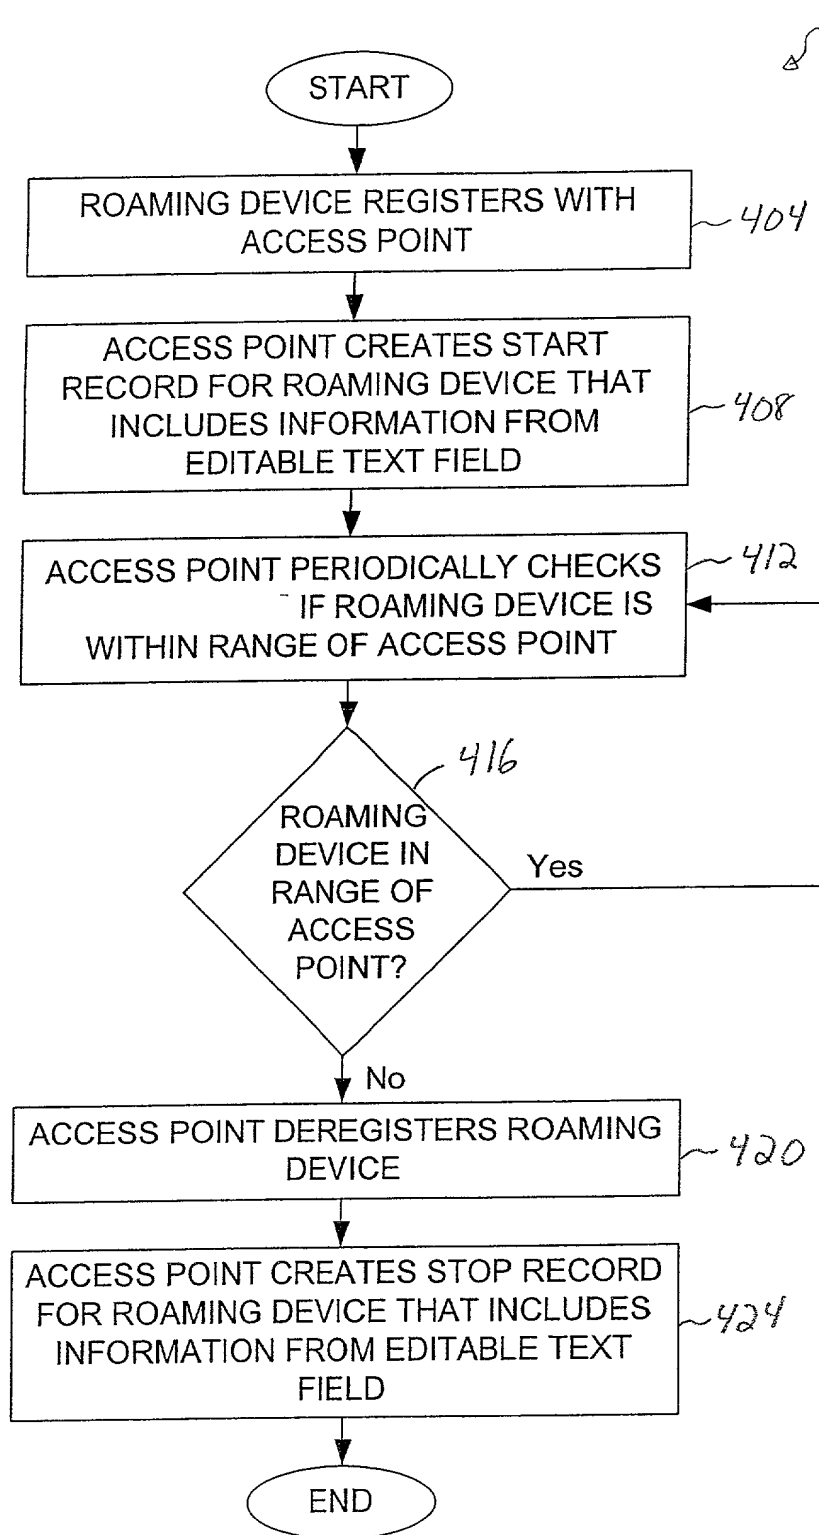 START
ROAMING DEVICE REGISTERS WITH
ACCESS POINT
404
ACCESS POINT CREATES START
RECORD FOR ROAMING DEVICE THAT
INCLUDES INFORMATION FROM
EDITABLE TEXT FIELD
408
ACCESS POINT PERIODICALLY CHECKS
IF ROAMING DEVICE IS
WITHIN RANGE OF ACCESS POINT
412
416
ROAMING
DEVICE IN
RANGE OF
ACCESS
POINT?
Yes
No
ACCESS POINT DEREGISTERS ROAMING
DEVICE
420
ACCESS POINT CREATES STOP RECORD
FOR ROAMING DEVICE THAT INCLUDES
INFORMATION FROM EDITABLE TEXT
FIELD
424
END